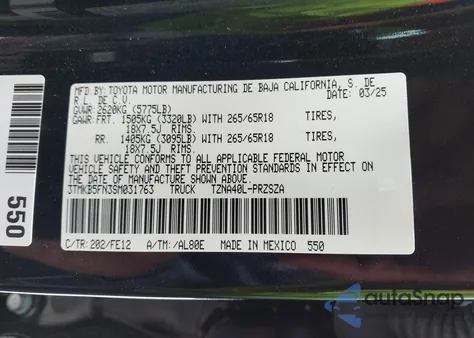 MFD. BY: TOYOTA MOTOR MANUFACTURING DE BAJA CALIFORNIA, S. DE
R.L. DE C.V. DATE: 03/25
GVWR: 2620KG (5775LB)
GAWR: FRT. 1505KG (3320LB) WITH 265/65R18 TIRES,
18X7.5J RIMS.
RR. 1405KG (3095LB) WITH 265/65R18 TIRES,
18X7.5J RIMS.
THIS VEHICLE CONFORMS TO ALL APPLICABLE FEDERAL MOTOR
VEHICLE SAFETY AND THEFT PREVENTION STANDARDS IN EFFECT
ON THE DATE OF MANUFACTURE SHOWN ABOVE.
3TMKB5FN3SM031763 TRUCK TZNA40L-PRZSZA
C/TR: 202/FE12 A/TM: /AL80E MADE IN MEXICO 550
550
autoSnap